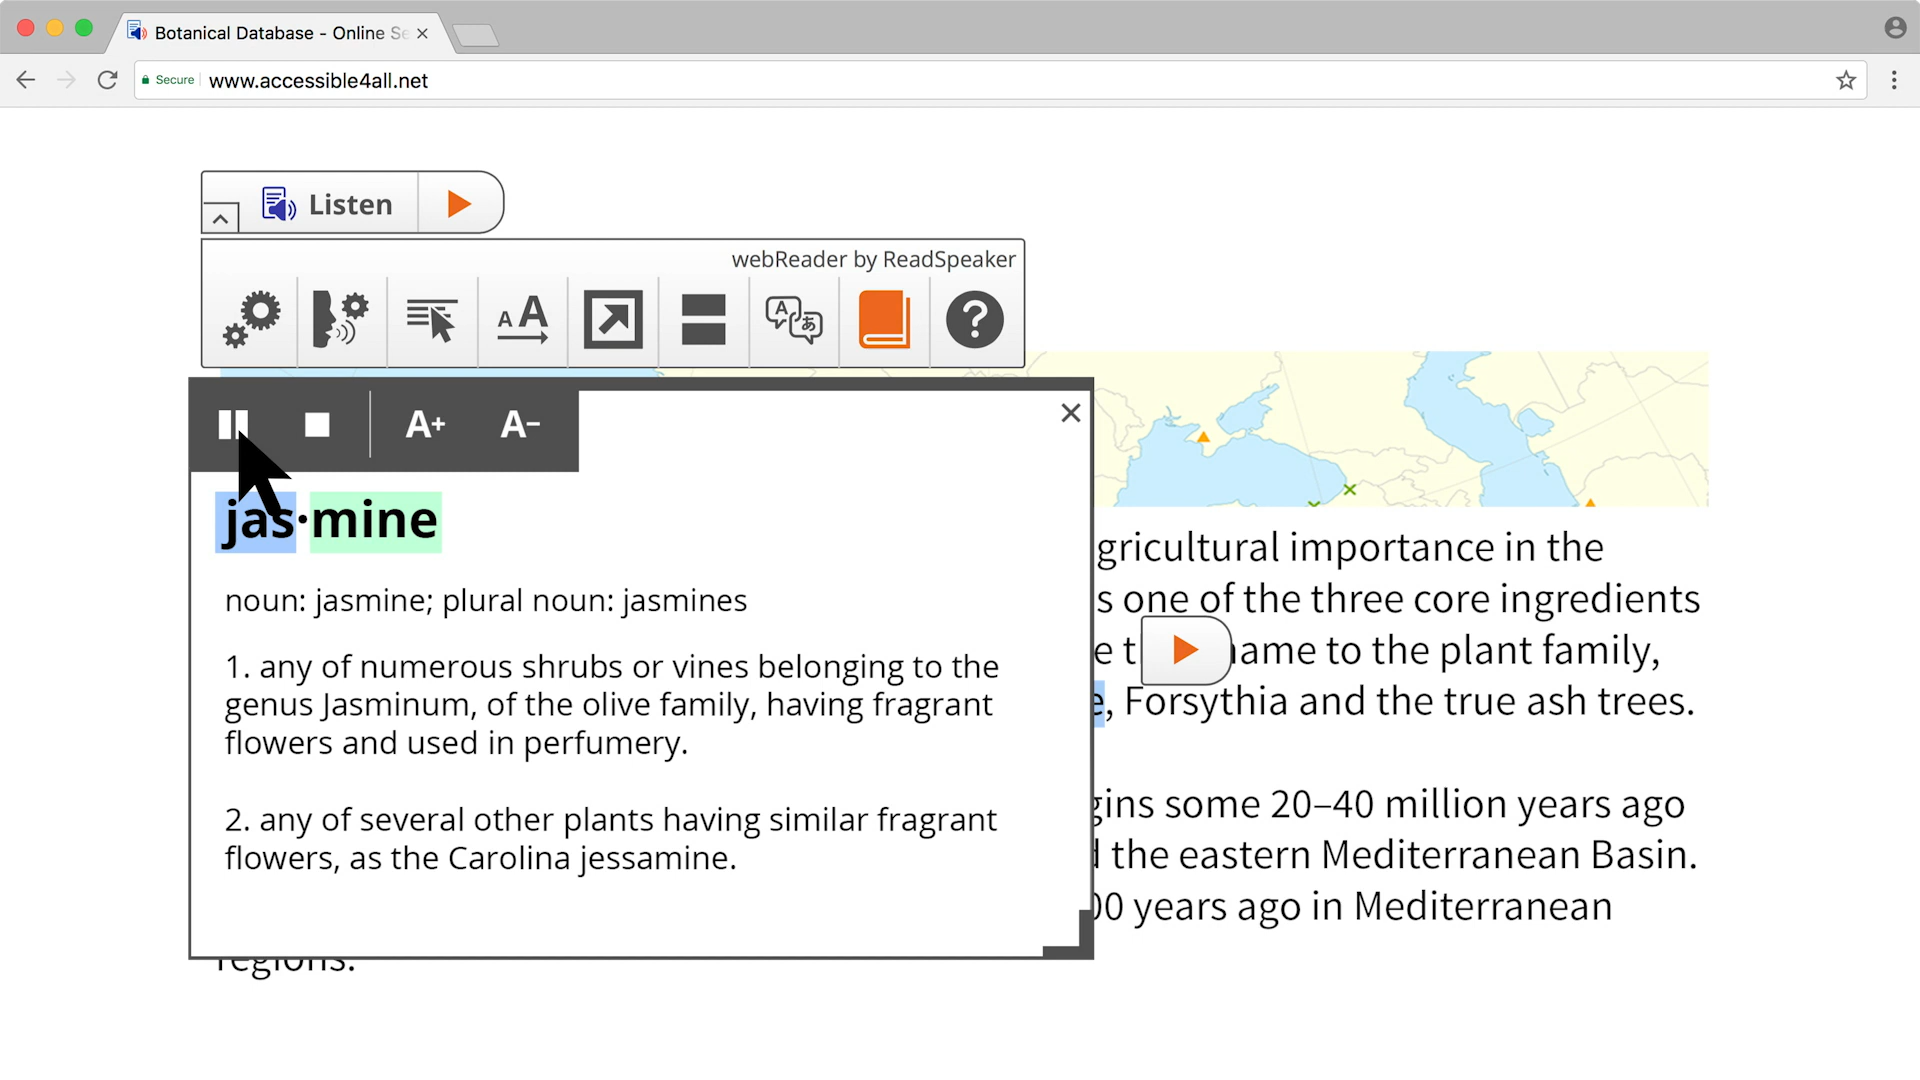 Botanical Database - Online Se
Secure
www.accessible4all.net
Listen
webReader by ReadSpeaker
A A
A
あ
?
A+ A-
jas·mine
noun: jasmine; plural noun: jasmines
1. any of numerous shrubs or vines belonging to the
genus Jasminum, of the olive family, having fragrant
flowers and used in perfumery.
2. any of several other plants having similar fragrant
flowers, as the Carolina jessamine.
gricultural importance in the
s one of the three core ingredients
e t ame to the plant family,
e, Forsythia and the true ash trees.
gins some 20–40 million years ago
d the eastern Mediterranean Basin.
00 years ago in Mediterranean
regions.